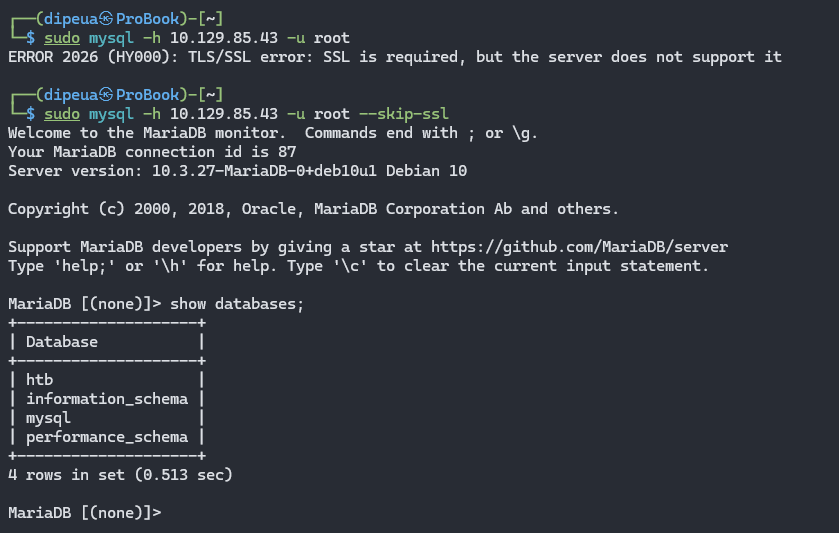 ┌──(dipeua㉿ProBook)-[~]
└─$ sudo mysql -h 10.129.85.43 -u root
ERROR 2026 (HY000): TLS/SSL error: SSL is required, but the server does not support it
┌──(dipeua㉿ProBook)-[~]
└─$ sudo mysql -h 10.129.85.43 -u root --skip-ssl
Welcome to the MariaDB monitor.  Commands end with ; or \g.
Your MariaDB connection id is 87
Server version: 10.3.27-MariaDB-0+deb10u1 Debian 10
Copyright (c) 2000, 2018, Oracle, MariaDB Corporation Ab and others.
Support MariaDB developers by giving a star at https://github.com/MariaDB/server
Type 'help;' or '\h' for help. Type '\c' to clear the current input statement.
MariaDB [(none)]> show databases;
+--------------------+
| Database           |
+--------------------+
| htb                |
| information_schema |
| mysql              |
| performance_schema |
+--------------------+
4 rows in set (0.513 sec)
MariaDB [(none)]>